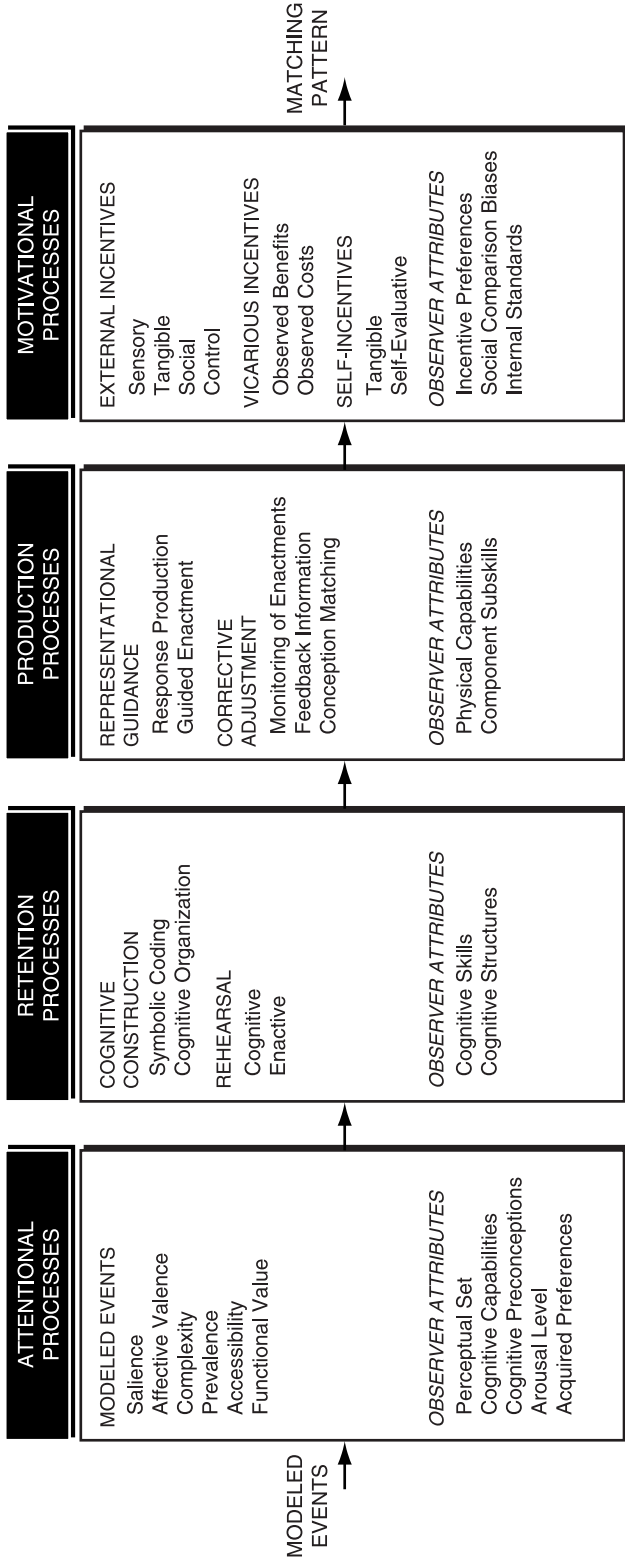 MODELED
EVENTS
ATTENTIONAL
PROCESSES
MODELED EVENTS
Salience
Affective Valence
Complexity
Prevalence
Accessibility
Functional Value
OBSERVER ATTRIBUTES
Perceptual Set
Cognitive Capabilities
Cognitive Preconceptions
Arousal Level
Acquired Preferences
RETENTION
PROCESSES
COGNITIVE
CONSTRUCTION
Symbolic Coding
Cognitive Organization
REHEARSAL
Cognitive
Enactive
OBSERVER ATTRIBUTES
Cognitive Skills
Cognitive Structures
PRODUCTION
PROCESSES
REPRESENTATIONAL
GUIDANCE
Response Production
Guided Enactment
CORRECTIVE
ADJUSTMENT
Monitoring of Enactments
Feedback Information
Conception Matching
OBSERVER ATTRIBUTES
Physical Capabilities
Component Subskills
MOTIVATIONAL
PROCESSES
EXTERNAL INCENTIVES
Sensory
Tangible
Social
Control
VICARIOUS INCENTIVES
Observed Benefits
Observed Costs
SELF-INCENTIVES
Tangible
Self-Evaluative
OBSERVER ATTRIBUTES
Incentive Preferences
Social Comparison Biases
Internal Standards
MATCHING
PATTERN